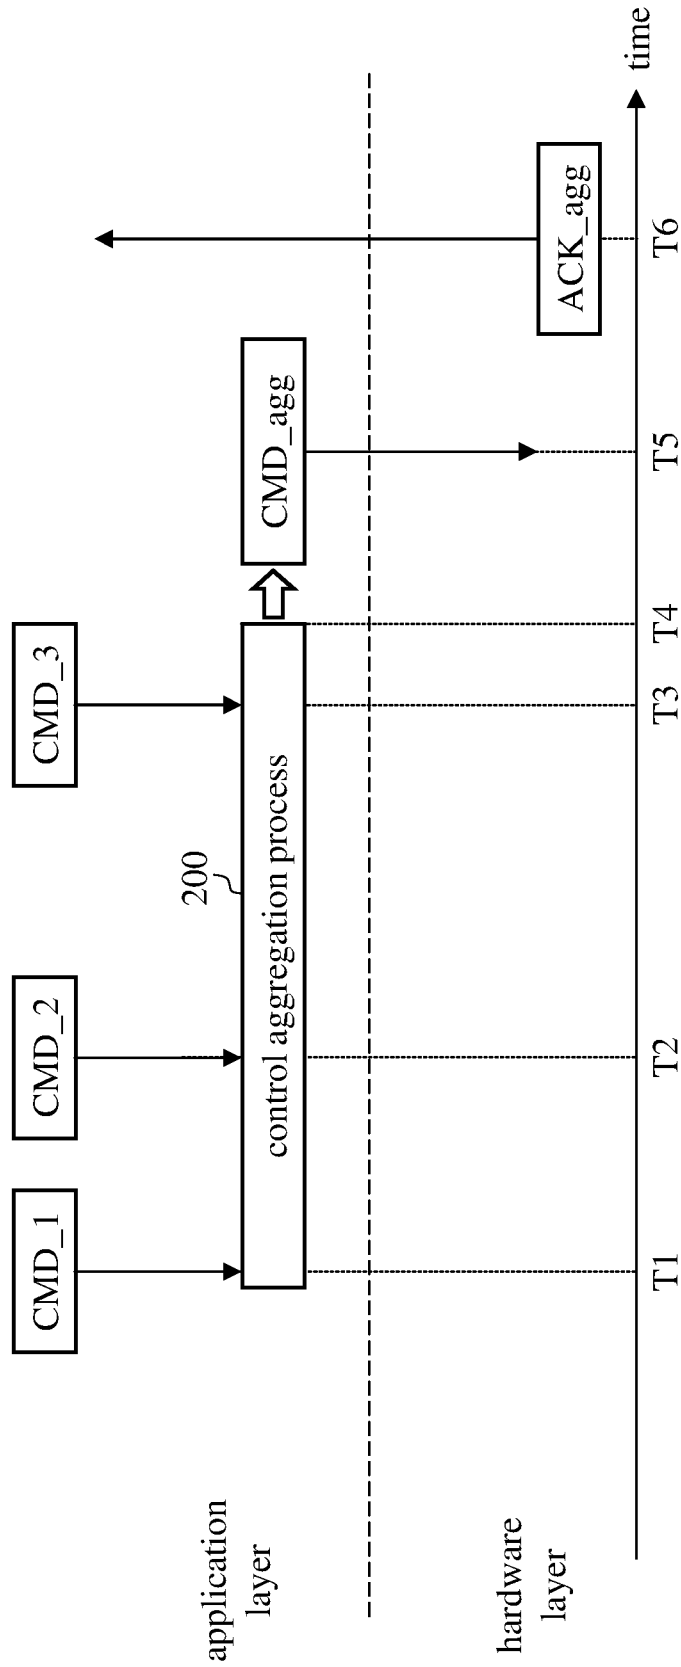 CMD_1
CMD_2
CMD_3
200
application
layer
control aggregation process
CMD_agg
hardware
layer
ACK_agg
time
T1
T2
T3
T4
T5
T6